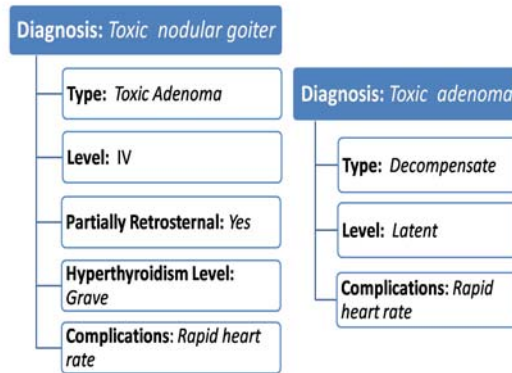 Diagnosis: Toxic nodular goiter
Type: Toxic Adenoma
Level: IV
Partially Retrosternal: Yes
Hyperthyroidism Level:
Grave
Complications: Rapid heart
rate
Diagnosis: Toxic adenoma
Type: Decompensate
Level: Latent
Complications: Rapid
heart rate